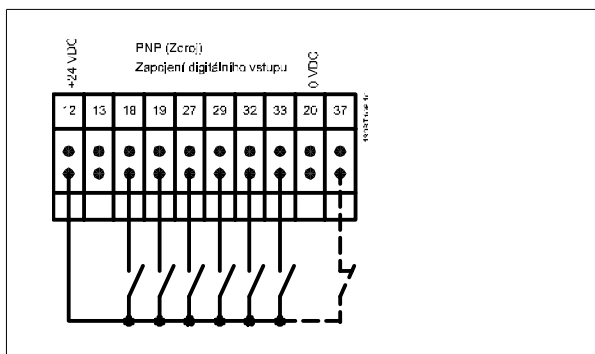 PNP (Zdroj)
Zapojení digitálního vstupu
+24 VDC
0 VDC
12 13 18 19 27 29 32 33 20 37